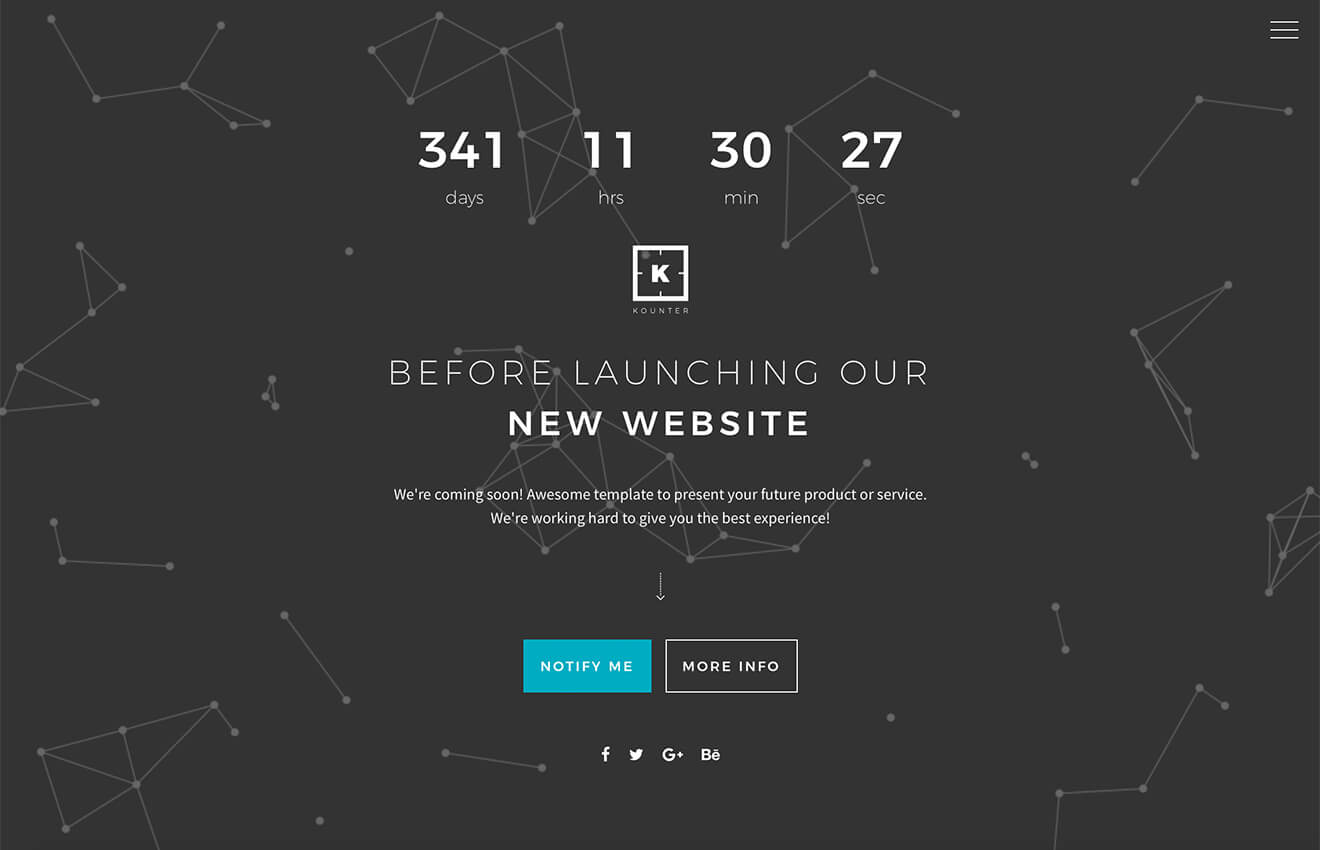 341 11 30 27
days hrs min sec
K
KOUNTER
BEFORE LAUNCHING OUR
NEW WEBSITE
We're coming soon! Awesome template to present your future product or service.
We're working hard to give you the best experience!
NOTIFY ME MORE INFO
f G+ Bē